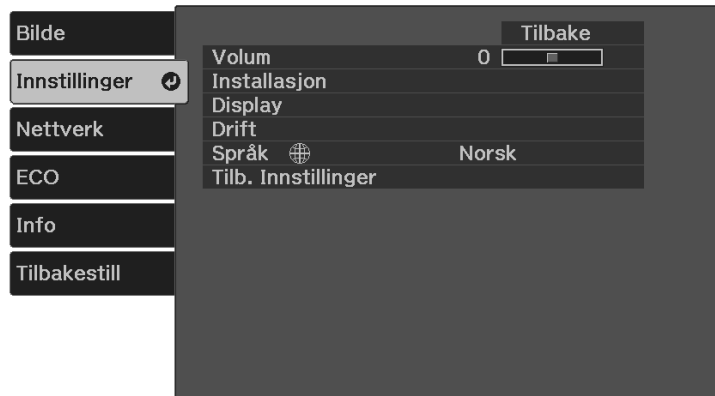 Bilde
Innstillinger
Nettverk
ECO
Info
Tilbakestill
Tilbake
Volum 0
Installasjon
Display
Drift
Språk Norsk
Tilb. Innstillinger